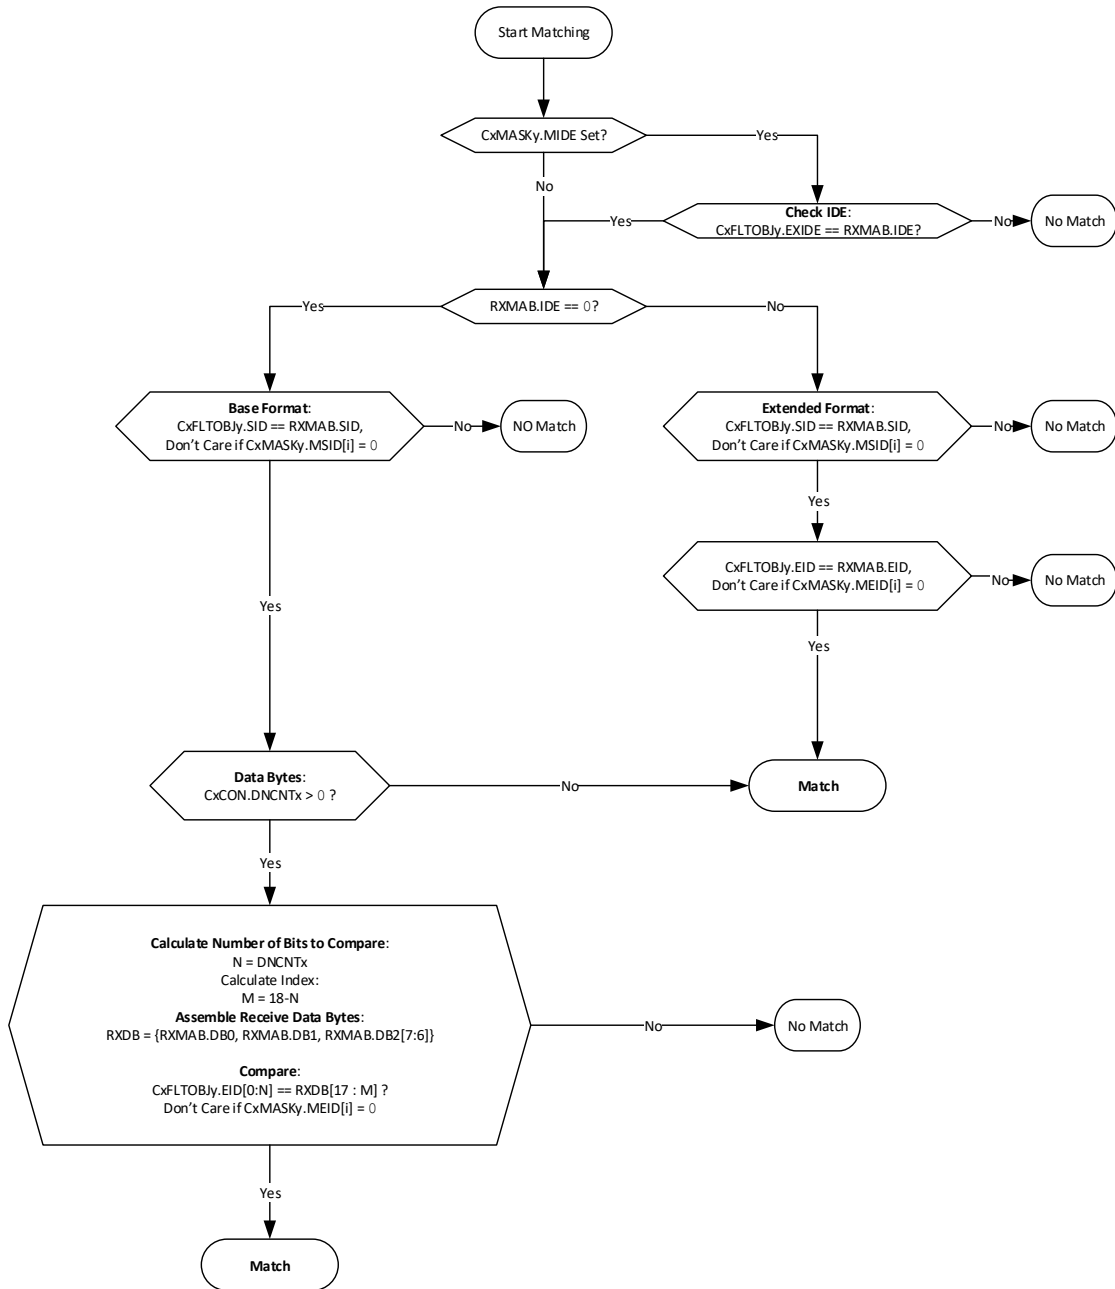 Start Matching
CxMASKy.MIDE Set?
Yes
No
Check IDE:
CxFLTOBJy.EXIDE == RXMAB.IDE?
Yes
No
No Match
RXMAB.IDE == 0?
Yes
No
Base Format:
CxFLTOBJy.SID == RXMAB.SID,
Don't Care if CxMASKy.MSID[i] = 0
No
NO Match
Extended Format:
CxFLTOBJy.SID == RXMAB.SID,
Don't Care if CxMASKy.MSID[i] = 0
No
No Match
Yes
CxFLTOBJy.EID == RXMAB.EID,
Don't Care if CxMASKy.MEID[i] = 0
No
No Match
Yes
Yes
Data Bytes:
CxCON.DNCNTx > 0 ?
No
Match
Yes
Calculate Number of Bits to Compare:
N = DNCNTx
Calculate Index:
M = 18-N
Assemble Receive Data Bytes:
RXDB = {RXMAB.DB0, RXMAB.DB1, RXMAB.DB2[7:6]}
Compare:
CxFLTOBJy.EID[0:N] == RXDB[17 : M] ?
Don't Care if CxMASKy.MEID[i] = 0
No
No Match
Yes
Match